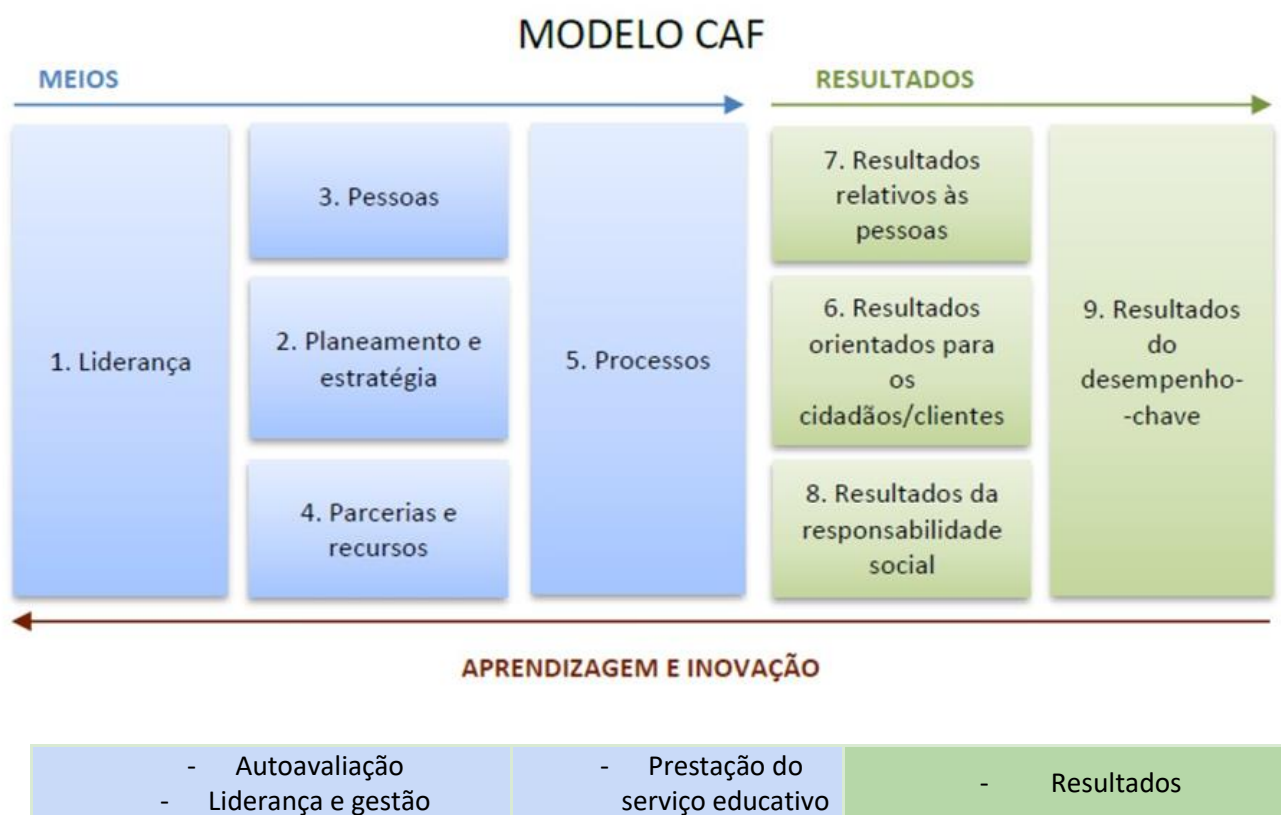 MODELO CAF
MEIOS
RESULTADOS
1. Liderança
3. Pessoas
2. Planeamento e
estratégia
4. Parcerias e
recursos
5. Processos
7. Resultados
relativos às
pessoas
6. Resultados
orientados para
os
cidadãos/clientes
8. Resultados da
responsabilidade
social
9. Resultados
do
desempenho-
-chave
APRENDIZAGEM E INOVAÇÃO
- Autoavaliação
- Liderança e gestão
- Prestação do
serviço educativo
- Resultados